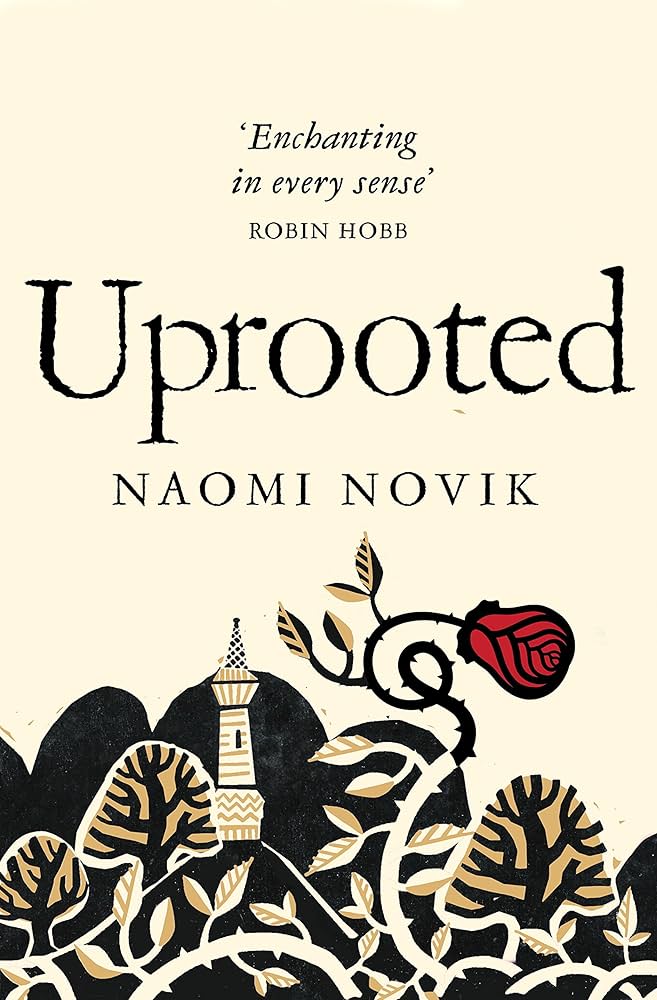 ‘Enchanting
in every sense’
ROBIN HOBB
Uprooted
NAOMI NOVIK